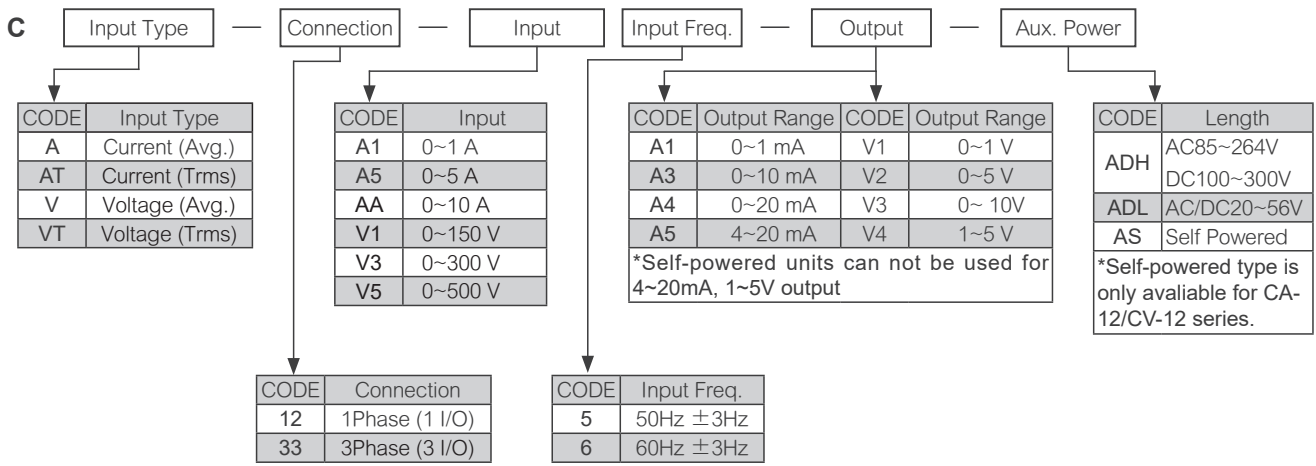 C Input Type — Connection — Input Input Freq. — Output — Aux. Power
CODE Input Type
A Current (Avg.)
AT Current (Trms)
V Voltage (Avg.)
VT Voltage (Trms)
CODE Input
A1 0~1 A
A5 0~5 A
AA 0~10 A
V1 0~150 V
V3 0~300 V
V5 0~500 V
CODE Output Range CODE Output Range
A1 0~1 mA V1 0~1 V
A3 0~10 mA V2 0~5 V
A4 0~20 mA V3 0~ 10V
A5 4~20 mA V4 1~5 V
*Self-powered units can not be used for
4~20mA, 1~5V output
CODE Length
ADH AC85~264V
DC100~300V
ADL AC/DC20~56V
AS Self Powered
*Self-powered type is
only avaliable for CA-
12/CV-12 series.
CODE Connection
12 1Phase (1 I/O)
33 3Phase (3 I/O)
CODE Input Freq.
5 50Hz ±3Hz
6 60Hz ±3Hz